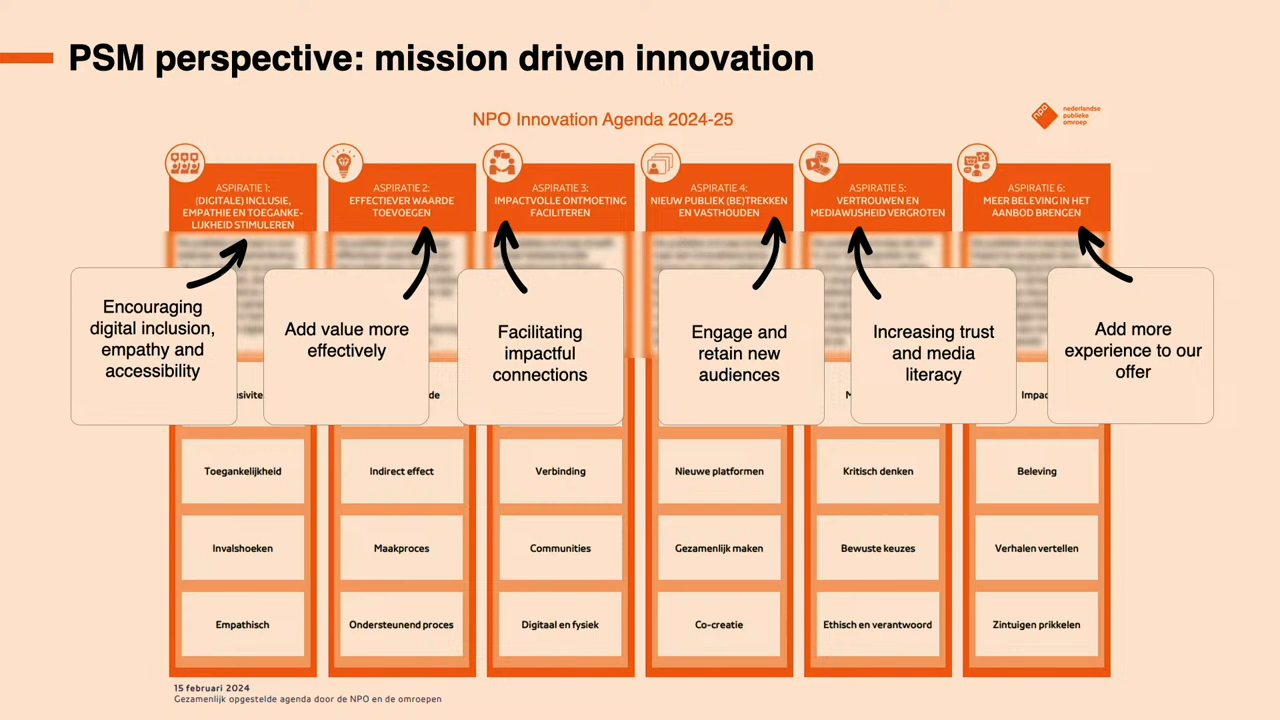 PSM perspective: mission driven innovation
NPO Innovation Agenda 2024-25
npo
nederlandse
publieke
omroep
ASPIRATIE 1:
(DIGITALE) INCLUSIE,
EMPATHIE EN TOEGANKE-
LIJKHEID STIMULEREN
ASPIRATIE 2:
EFFECTIEVER WAARDE
TOEVOEGEN
ASPIRATIE 3:
IMPACTVOLLE ONTMOETING
FACILITEREN
ASPIRATIE 4:
NIEUW PUBLIEK (BE)TREKKEN
EN VASTHOUDEN
ASPIRATIE 5:
VERTROUWEN EN
MEDIAWIJSHEID VERGROTEN
ASPIRATIE 6:
MEER BELEVING IN HET
AANBOD BRENGEN
Encouraging
digital inclusion,
empathy and
accessibility
Add value more
effectively
Facilitating
impactful
connections
Engage and
retain new
audiences
Increasing trust
and media
literacy
Add more
experience to our
offer
Toegankelijkheid
Indirect effect
Verbinding
Nieuwe platformen
Kritisch denken
Beleving
Invalshoeken
Maakproces
Communities
Gezamenlijk maken
Bewuste keuzes
Verhalen vertellen
Empathisch
Ondersteunend proces
Digitaal en fysiek
Co-creatie
Ethisch en verantwoord
Zintuigen prikkelen
15 februari 2024
Gezamenlijk opgestelde agenda door de NPO en de omroepen